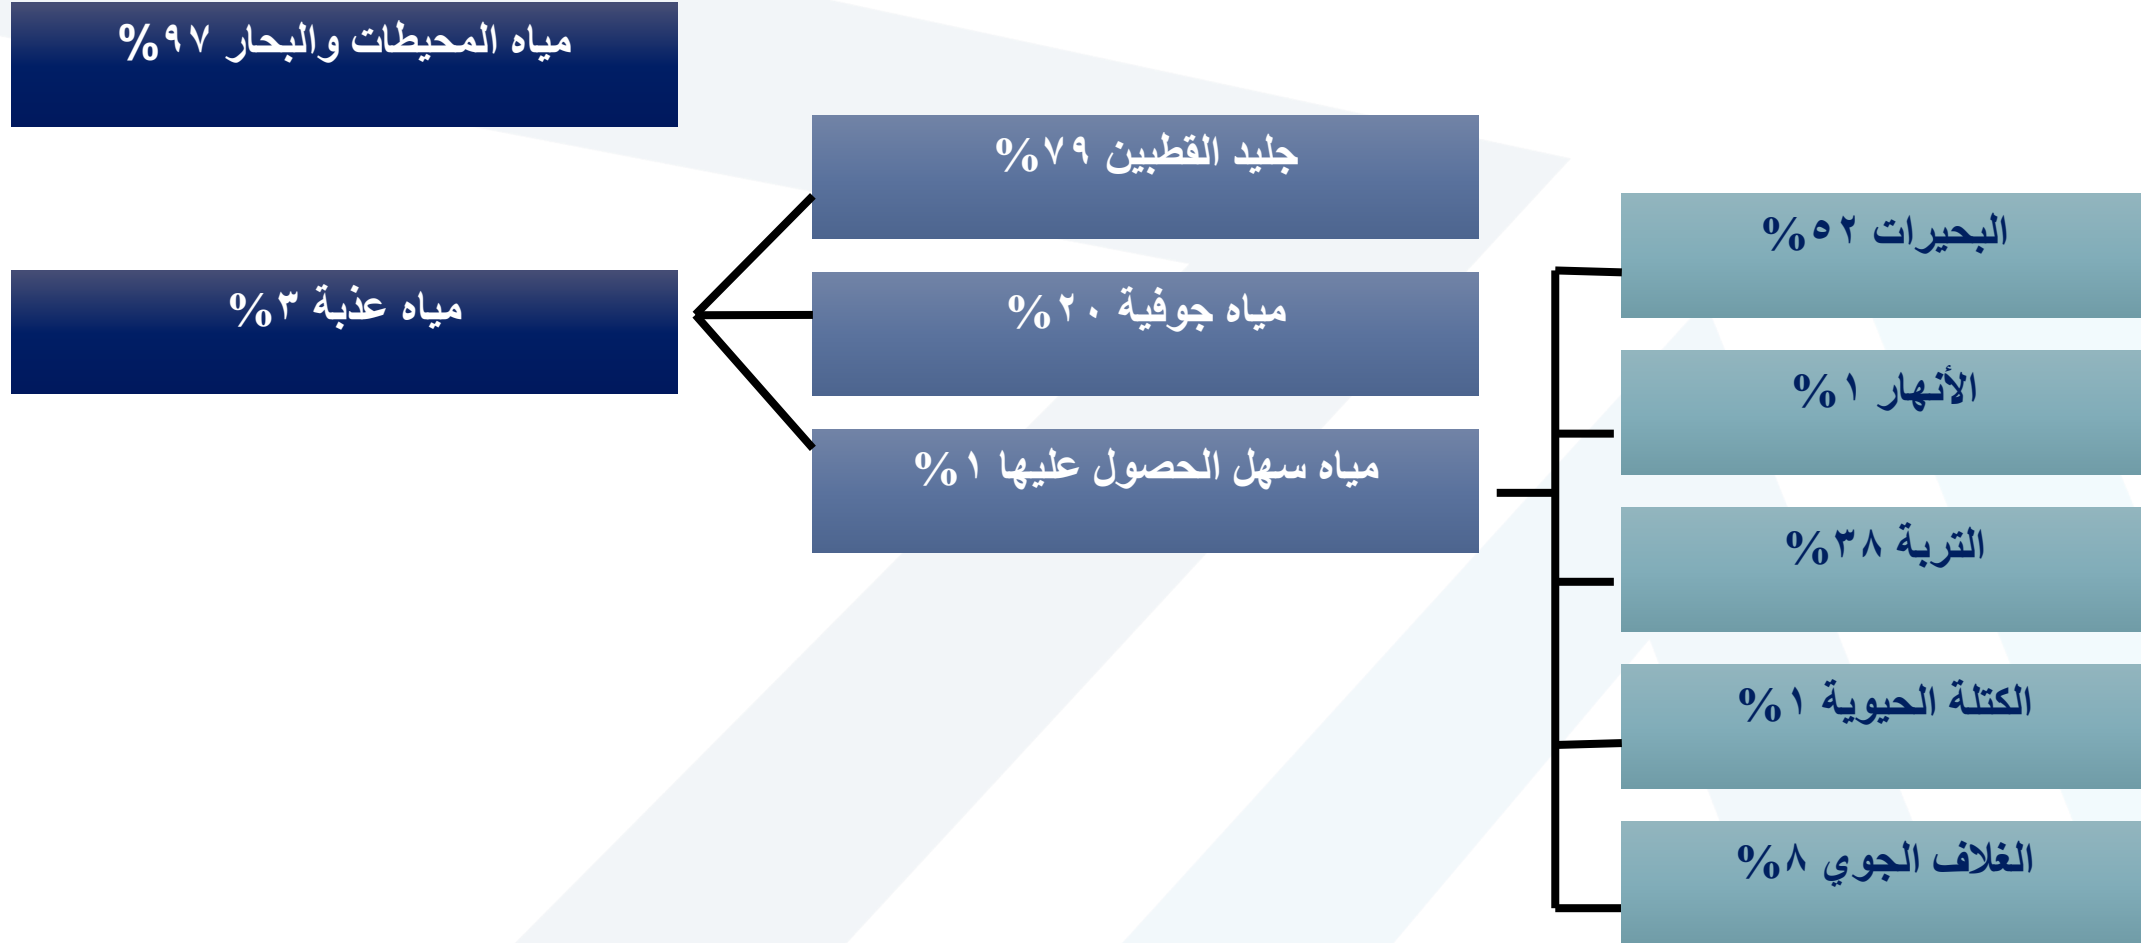 مياه المحيطات والبحار ٩٧%
مياه عذبة ٣%
جليد القطبين ٧٩%
مياه جوفية ٢٠%
مياه سهل الحصول عليها ١%
البحيرات ٥٢%
الأنهار ١%
التربة ٣٨%
الكتلة الحيوية ١%
الغلاف الجوي ٨%